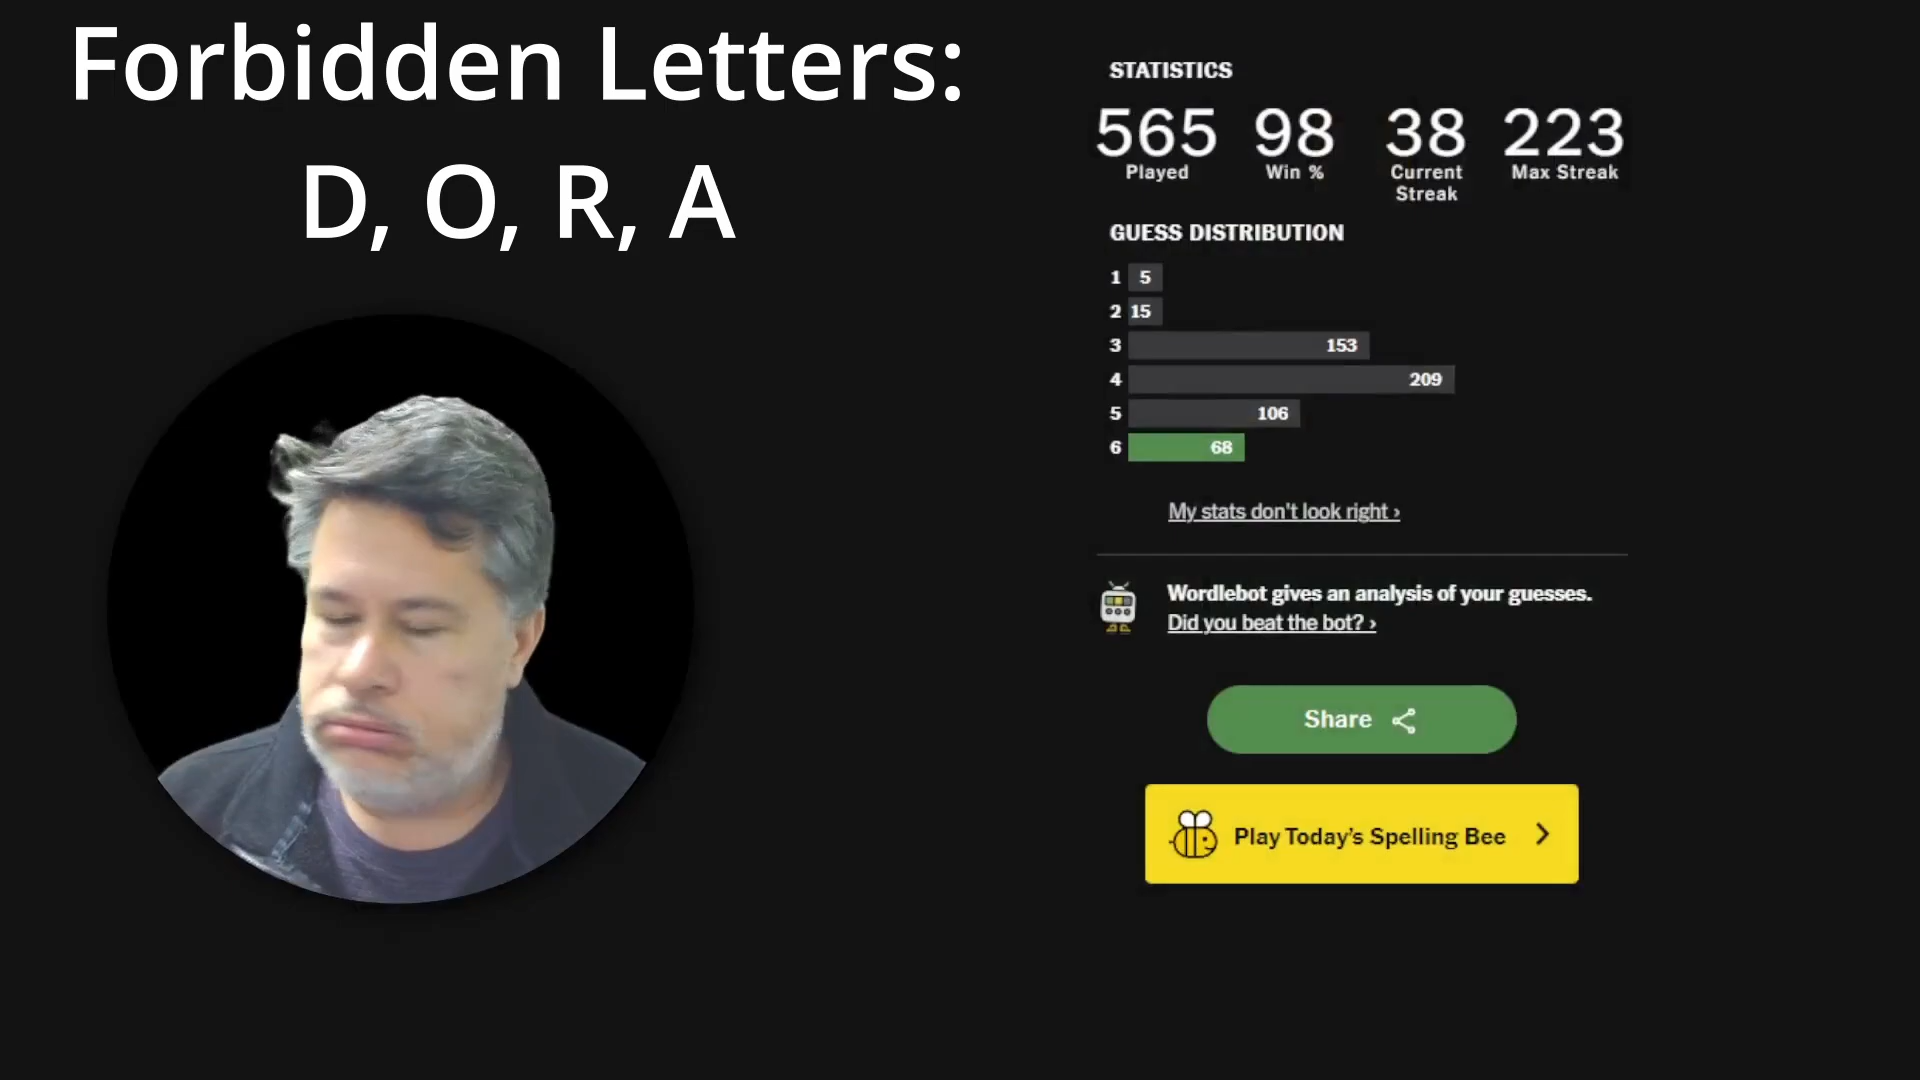 Forbidden Letters:
D, O, R, A
STATISTICS
565 98 38 223
Played Win % Current Streak Max Streak
GUESS DISTRIBUTION
1 5
2 15
3 153
4 209
5 106
6 68
My stats don't look right ›
Wordlebot gives an analysis of your guesses.
Did you beat the bot? ›
Share
Play Today's Spelling Bee